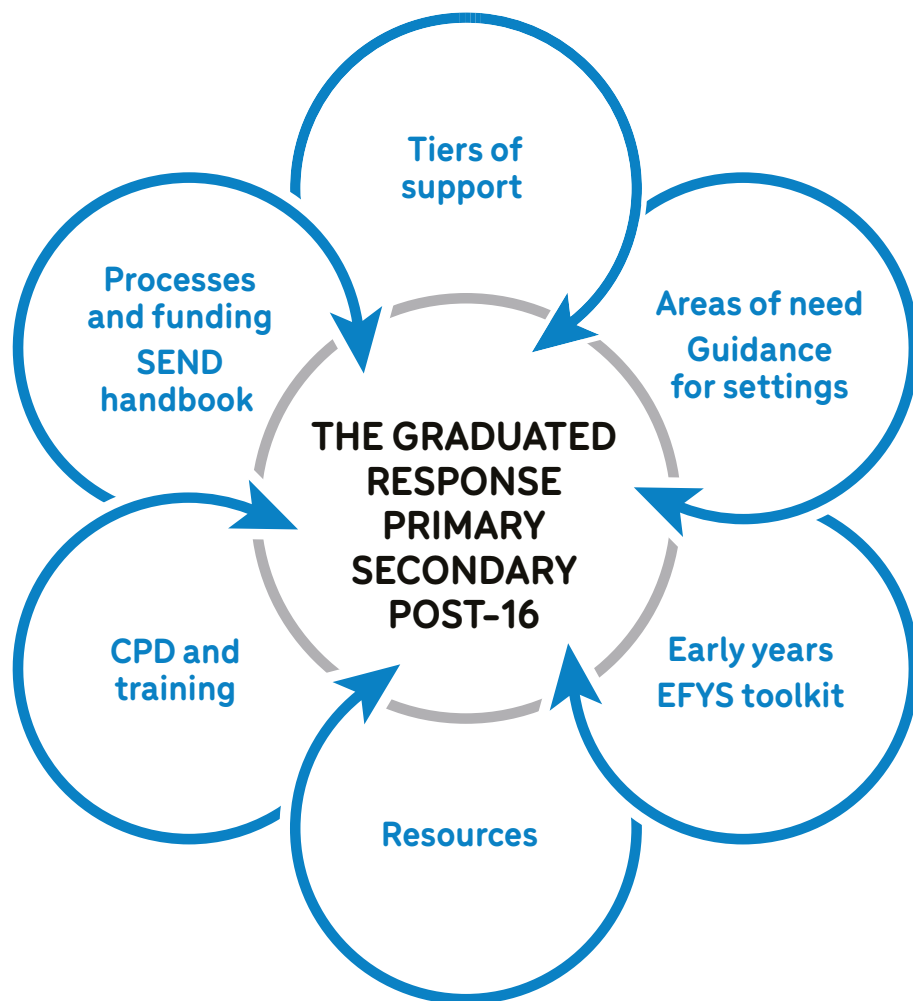 Tiers of
support
Areas of need
Guidance
for settings
Early years
EFYS toolkit
Resources
CPD and
training
Processes
and funding
SEND
handbook
THE GRADUATED
RESPONSE
PRIMARY
SECONDARY
POST-16